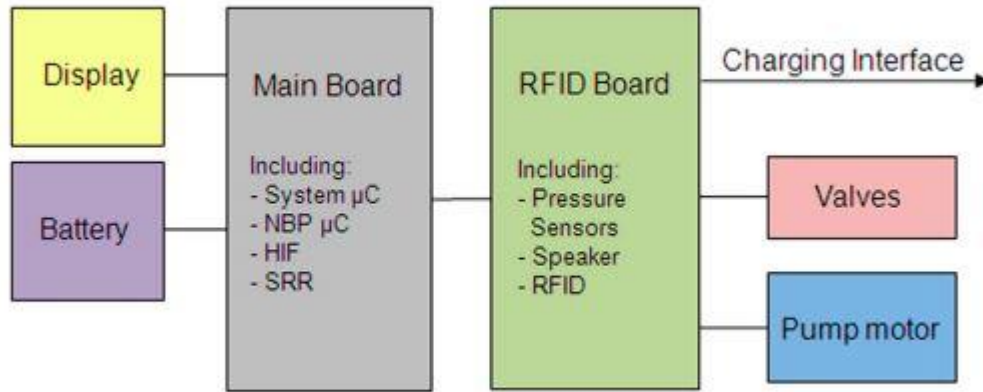 Display
Battery
Main Board
Including:
- System µC
- NBP µC
- HIF
- SRR
RFID Board
Including:
- Pressure
Sensors
- Speaker
- RFID
Charging Interface
Valves
Pump motor